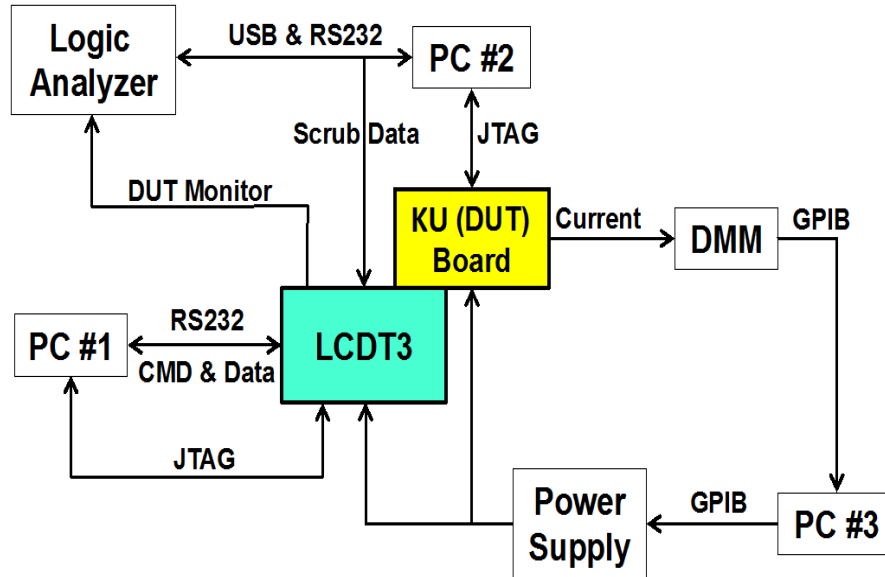 Logic
Analyzer
USB & RS232
PC #2
Scrub Data
JTAG
DUT Monitor
KU (DUT)
Board
Current
DMM
GPIB
PC #1
RS232
CMD & Data
LCDT3
JTAG
Power
Supply
GPIB
PC #3